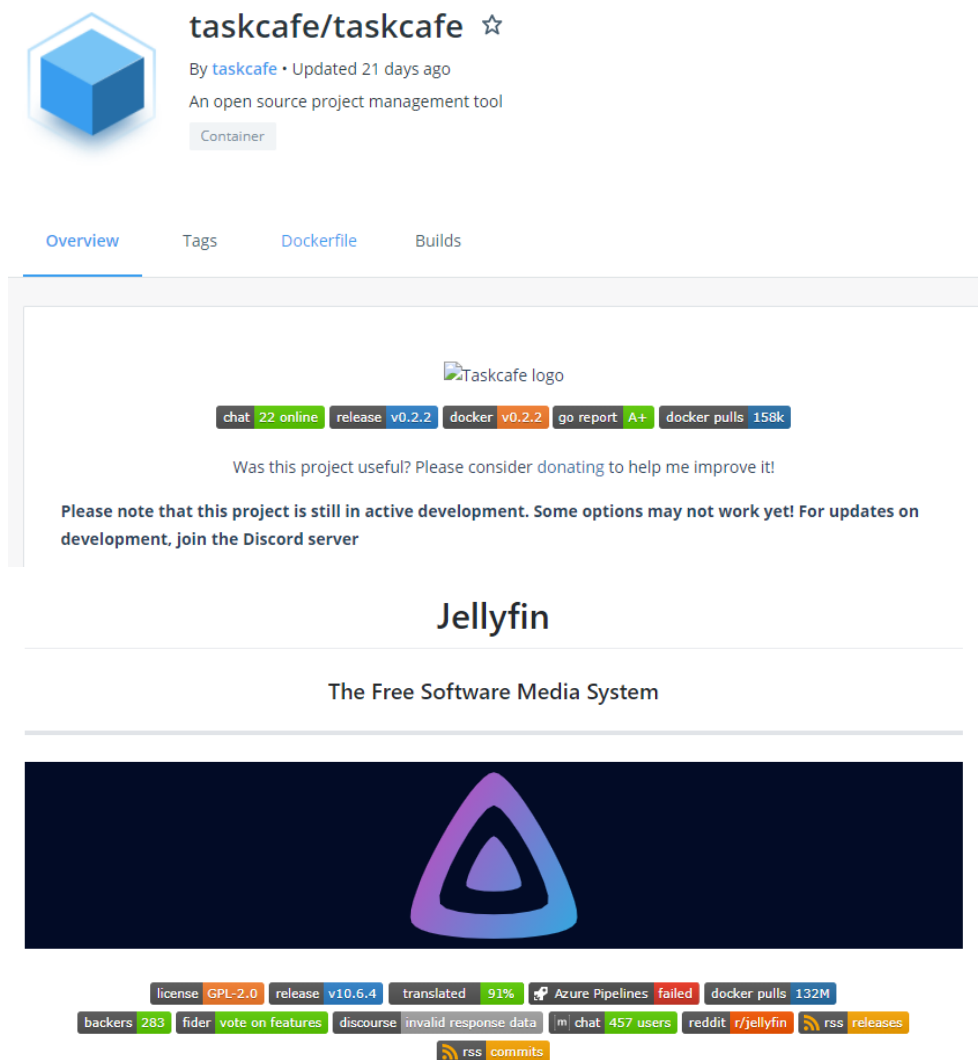 taskcafe/taskcafe
By taskcafe • Updated 21 days ago
An open source project management tool
Container
Overview Tags Dockerfile Builds
Taskcafe logo
chat 22 online release v0.2.2 docker v0.2.2 go report A+ docker pulls 158k
Was this project useful? Please consider donating to help me improve it!
Please note that this project is still in active development. Some options may not work yet! For updates on
development, join the Discord server
Jellyfin
The Free Software Media System
license GPL-2.0 release v10.6.4 translated 91% Azure Pipelines failed docker pulls 132M
backers 283 fider vote on features discourse invalid response data m chat 457 users reddit r/jellyfin rss releases
rss commits